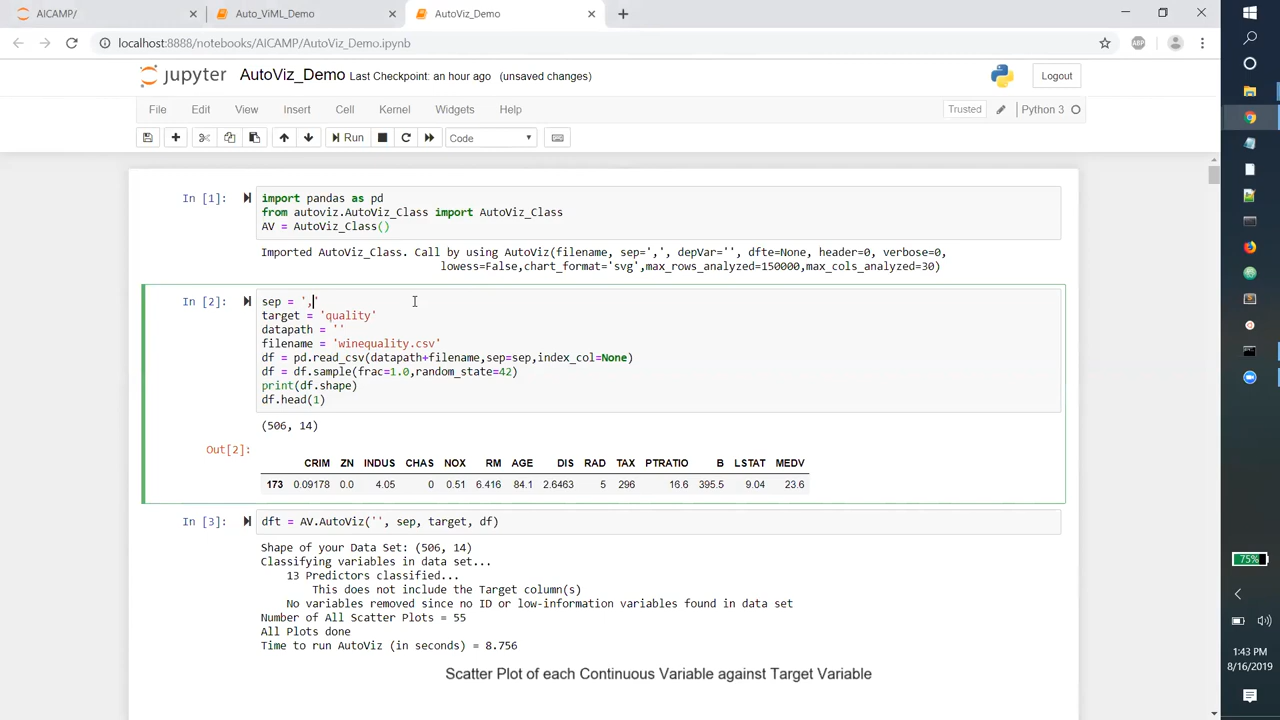 AICAMP/
Auto_ViML_Demo
AutoViz_Demo
localhost:8888/notebooks/AICAMP/AutoViz_Demo.ipynb
ABP
jupyter AutoViz_Demo Last Checkpoint: an hour ago (unsaved changes)
Logout
File Edit View Insert Cell Kernel Widgets Help
Trusted
Python 3
Run
Code
In [1]:
import pandas as pd
from autoviz.AutoViz_Class import AutoViz_Class
AV = AutoViz_Class()
Imported AutoViz_Class. Call by using AutoViz(filename, sep=',', depVar='', dfte=None, header=0, verbose=0,
lowess=False,chart_format='svg',max_rows_analyzed=150000,max_cols_analyzed=30)
In [2]:
sep = ','
target = 'quality'
datapath = ''
filename = 'winequality.csv'
df = pd.read_csv(datapath+filename,sep=sep,index_col=None)
df = df.sample(frac=1.0,random_state=42)
print(df.shape)
df.head(1)
(506, 14)
Out[2]:
CRIM ZN INDUS CHAS NOX RM AGE DIS RAD TAX PTRATIO B LSTAT MEDV
173 0.09178 0.0 4.05 0 0.51 6.416 84.1 2.6463 5 296 16.6 395.5 9.04 23.6
In [3]:
dft = AV.AutoViz('', sep, target, df)
Shape of your Data Set: (506, 14)
Classifying variables in data set...
13 Predictors classified...
This does not include the Target column(s)
No variables removed since no ID or low-information variables found in data set
Number of All Scatter Plots = 55
All Plots done
Time to run AutoViz (in seconds) = 8.756
Scatter Plot of each Continuous Variable against Target Variable
75%
1:43 PM
8/16/2019